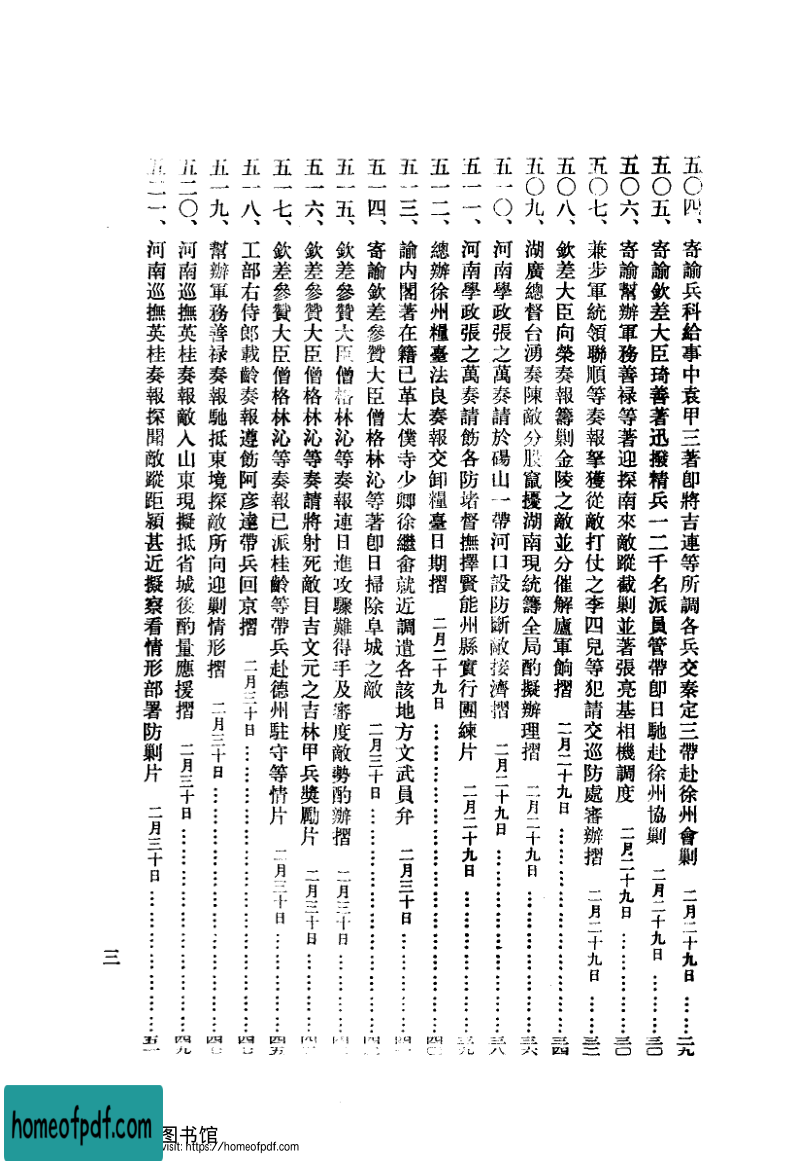 五〇四、寄諭兵科給事中袁甲三著卽將吉連等所調各兵交秦定三帶赴徐州會剿 二月二十九日……二九
五〇五、寄諭欽差大臣琦善著迅撥精兵一二千名派員管帶卽日馳赴徐州協剿 二月二十九日……三〇
五〇六、寄諭幫辦軍務善祿等著迎探南來敵蹤截剿並著張亮基相機調度 二月二十九日……三〇
五〇七、兼步軍統領聯順等奏報拏獲從敵打仗之李四兒等犯請交巡防處審辦摺 二月二十九日……三三
五〇八、欽差大臣向榮奏報籌剿金陵之敵並分催解廬軍餉摺 二月二十九日……三四
五〇九、湖廣總督台湧奏陳敵分股竄擾湖南現統籌全局酌擬辦理摺 二月二十九日……三六
五一〇、河南學政張之萬奏請於碭山一帶河口設防斷敵接濟摺 二月二十九日……三八
五一一、河南學政張之萬奏請飭各防堵督撫擇賢能州縣實行團練片 二月二十九日……三九
五一二、總辦徐州糧臺法良奏報交卸糧臺日期摺 二月二十九日……四〇
五一三、諭內閣著在籍已革太僕寺少卿徐繼畬就近調遣各該地方文武員弁 二月三十日……
五一四、寄諭欽差參贊大臣僧格林沁等著卽日掃除阜城之敵 二月三十日……
五一五、欽差參贊大臣僧格林沁等奏報連日進攻驟難得手及審度敵勢酌辦摺 二月三十日……
五一六、欽差參贊大臣僧格林沁等奏請將射死敵目吉文元之吉林甲兵獎勵片 二月三十日……
五一七、欽差參贊大臣僧格林沁等奏報已派桂齡等帶兵赴德州駐守等情片 二月三十日……四五
五一八、工部右侍郎載齡奏報遵飭阿彥達帶兵回京摺 二月三十日……
五一九、幫辦軍務善祿奏報馳抵東境探敵所向迎剿情形摺 二月三十日……
五二〇、河南巡撫英桂奏報敵入山東現擬抵省城後酌量應援摺 二月三十日……四九
五二一、河南巡撫英桂奏報探聞敵蹤距潁甚近擬察看情形部署防剿片 二月三十日……五一
三
homeofpdf.com
图书馆
visit: https://homeofpdf.com